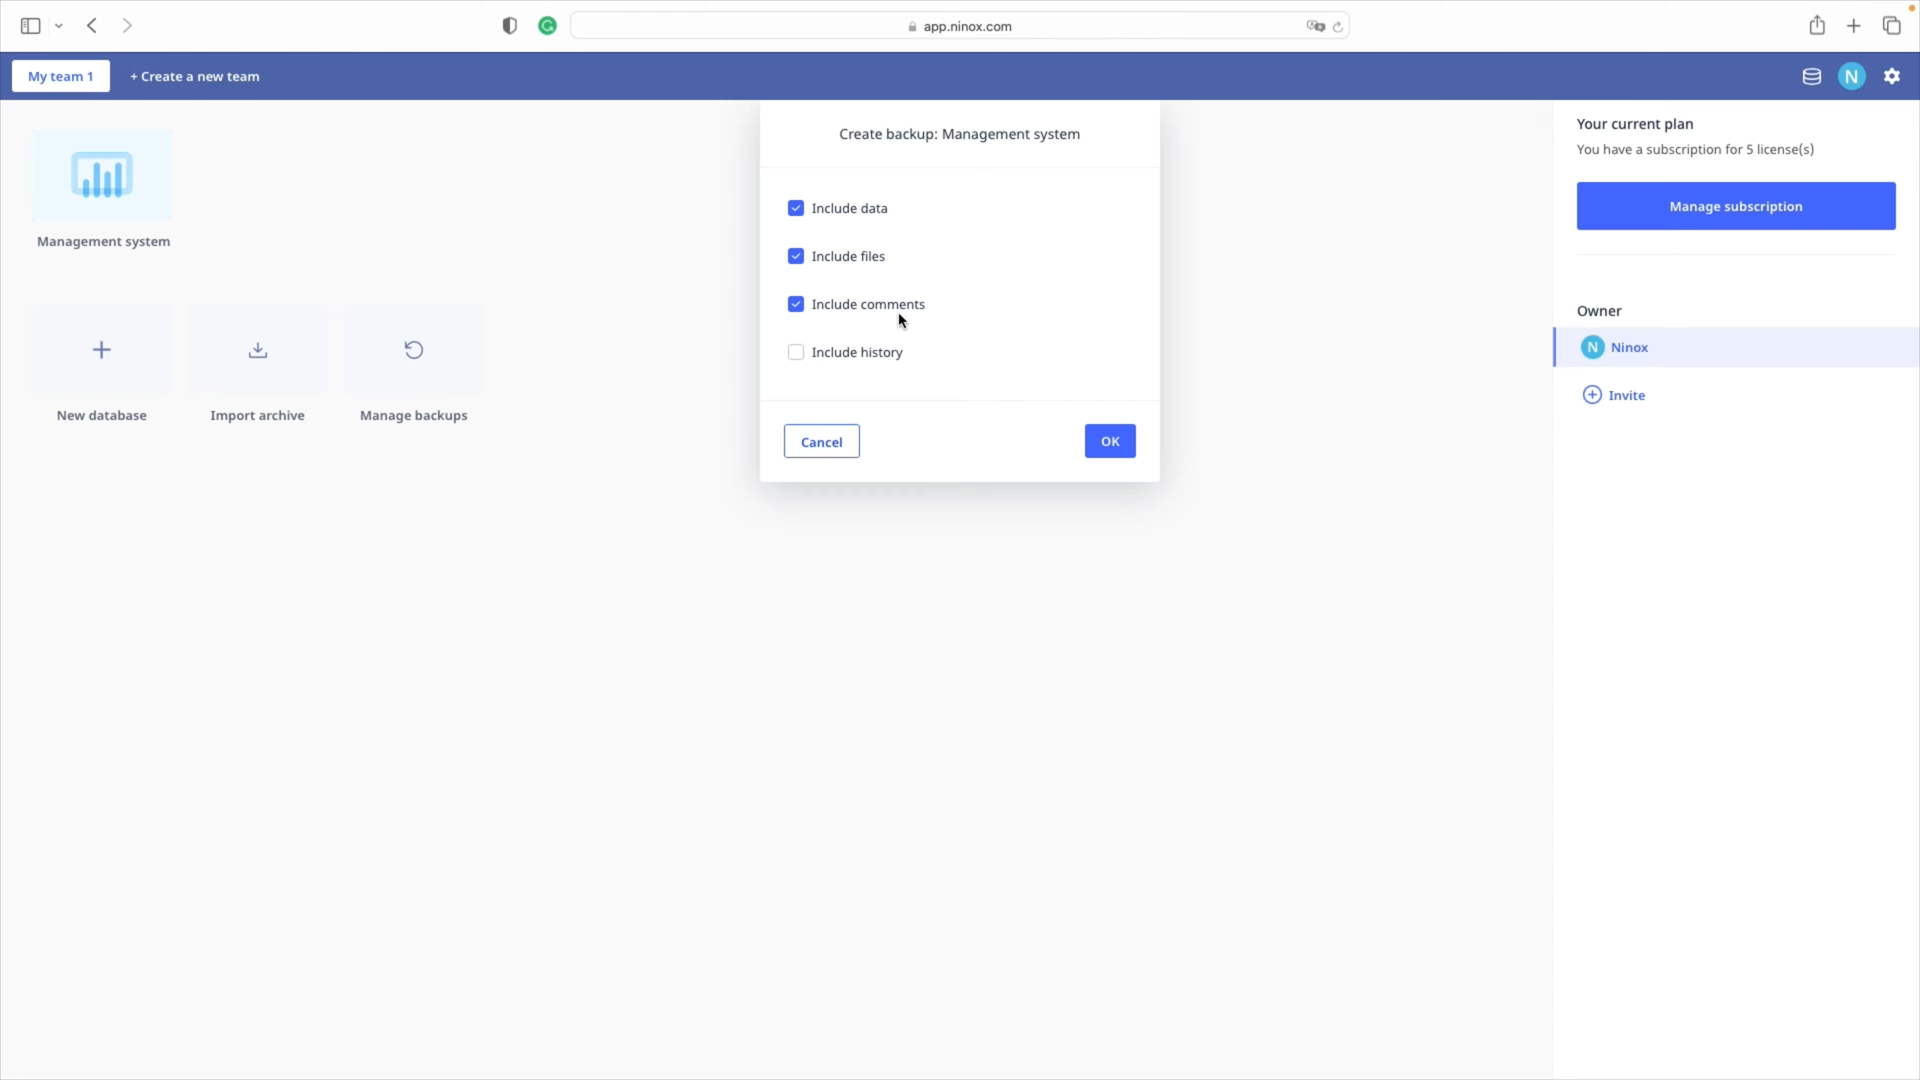 app.ninox.com
My team 1
+ Create a new team
N
Management system
New database
Import archive
Manage backups
Create backup: Management system
Include data
Include files
Include comments
Include history
Cancel
OK
Your current plan
You have a subscription for 5 license(s)
Manage subscription
Owner
N Ninox
Invite